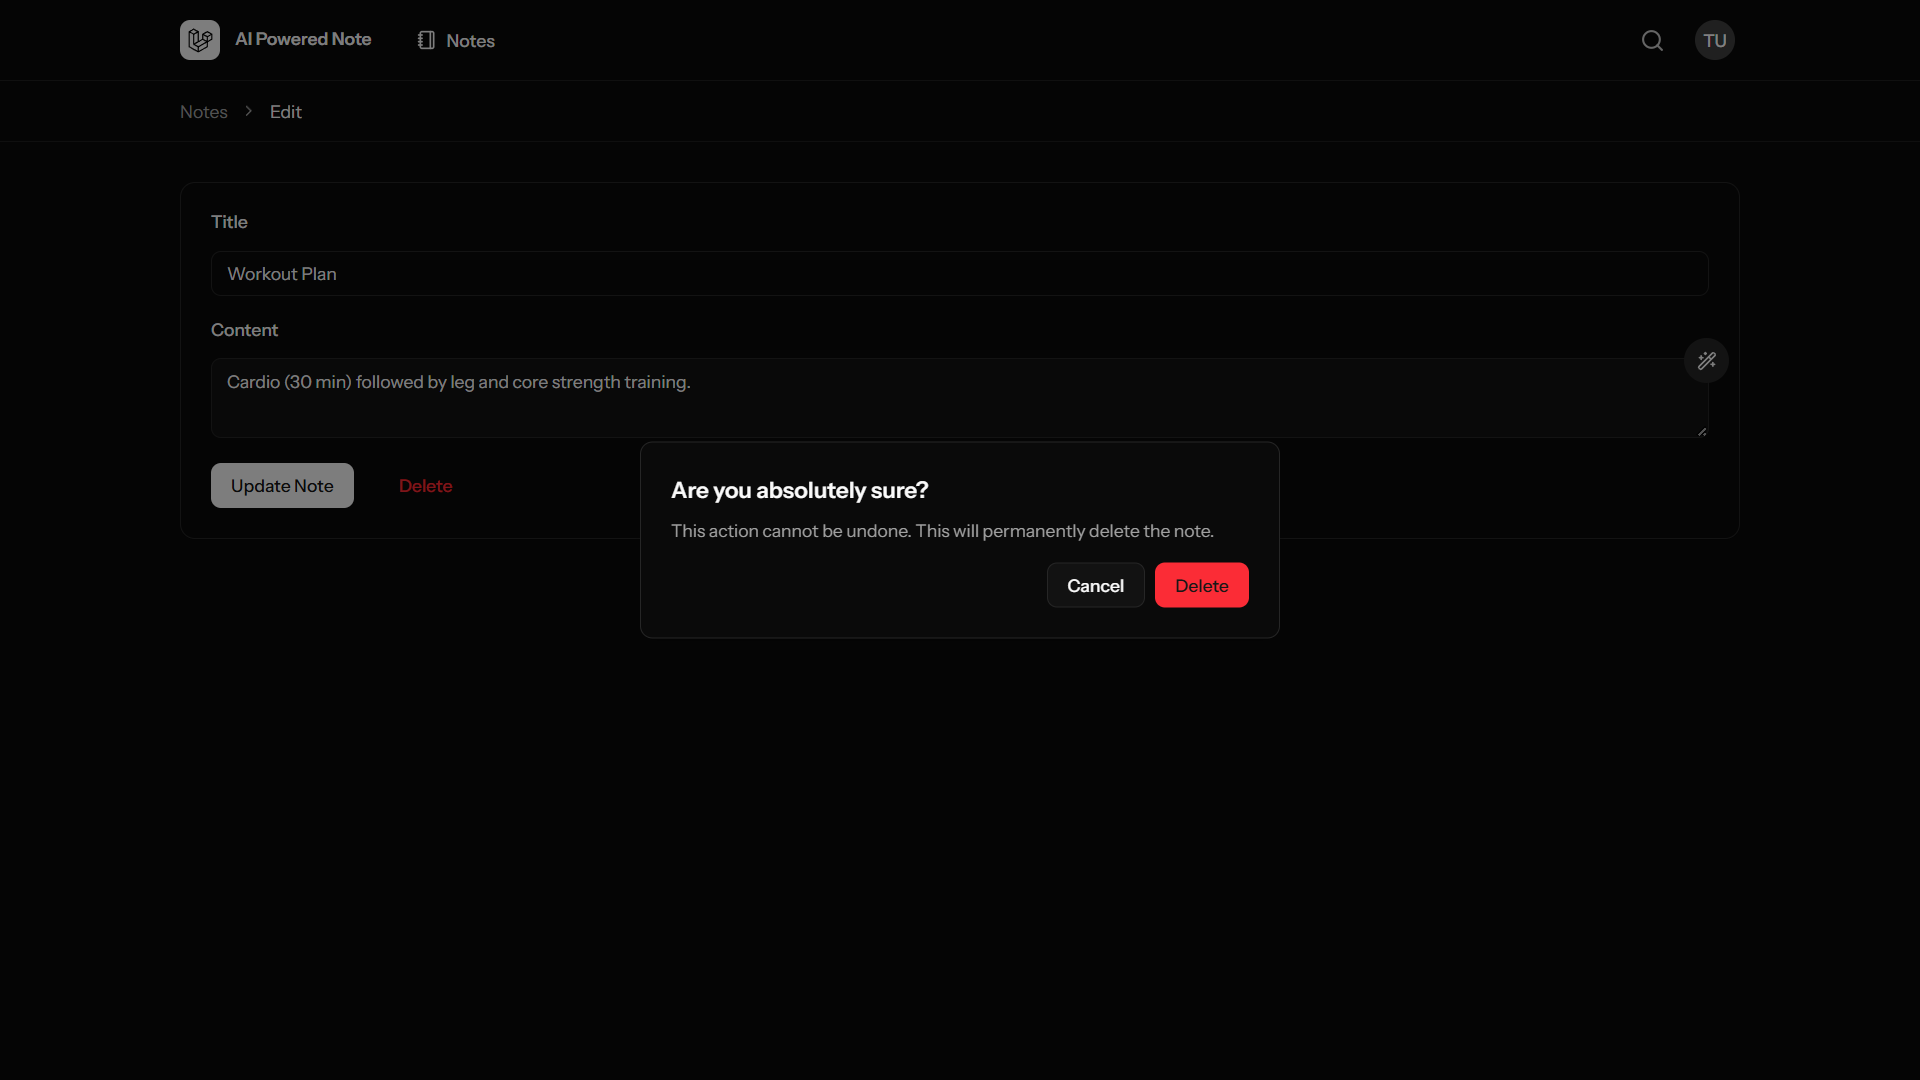 AI Powered Note
Notes
TU
Notes > Edit
Title
Workout Plan
Content
Cardio (30 min) followed by leg and core strength training.
Update Note
Delete
Are you absolutely sure?
This action cannot be undone. This will permanently delete the note.
Cancel
Delete